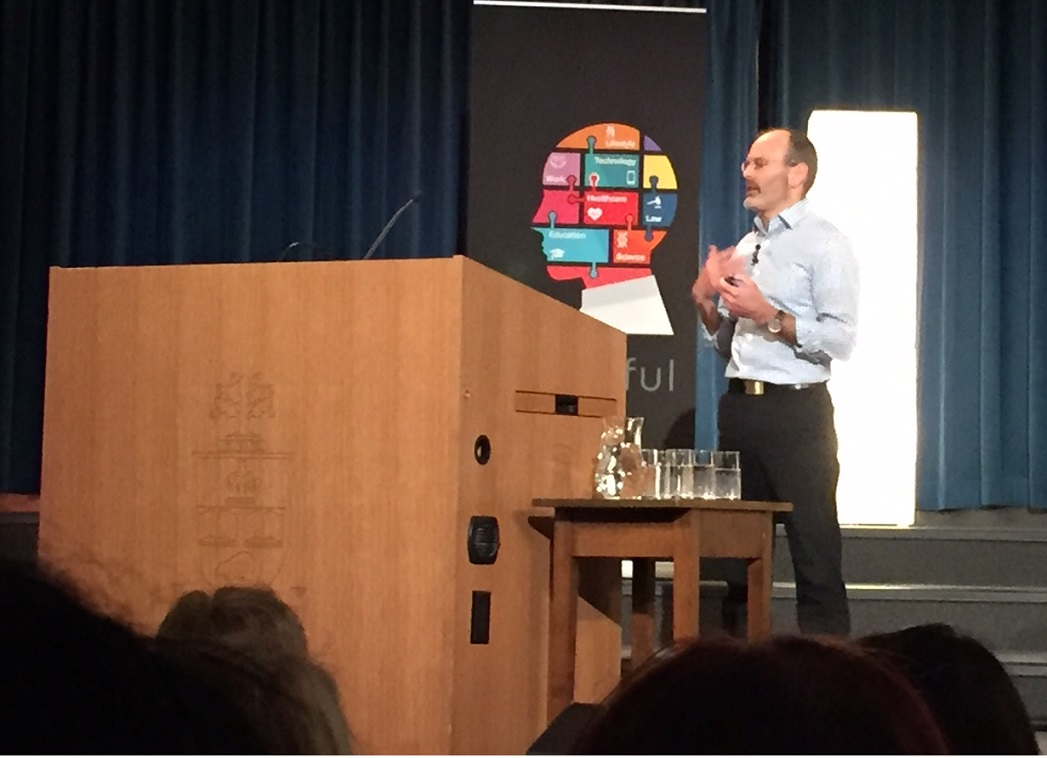 Lifestyle
Work
Technology
Healthcare
Law
Education
Science
ful